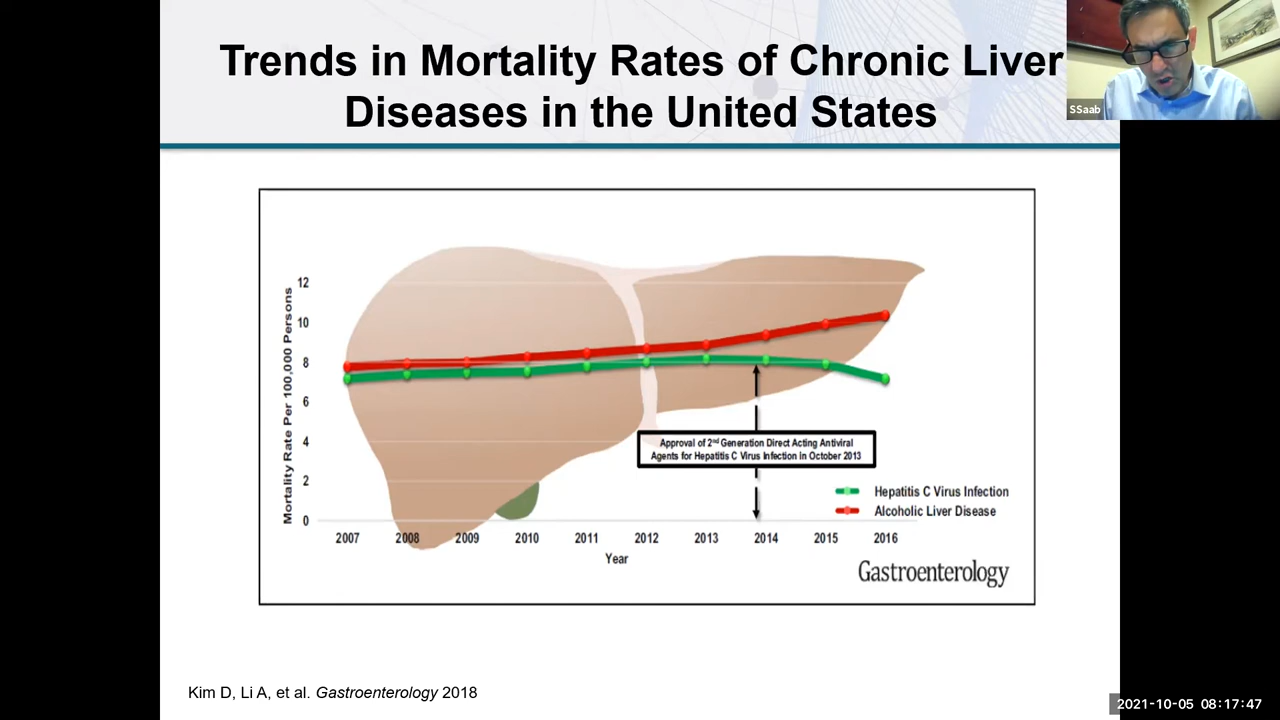 Trends in Mortality Rates of Chronic Liver
Diseases in the United States
SSaab
Mortality Rate Per 100,000 Persons
12
10
8
6
4
2
0
Approval of 2nd Generation Direct Acting Antiviral
Agents for Hepatitis C Virus Infection in October 2013
Hepatitis C Virus Infection
Alcoholic Liver Disease
2007 2008 2009 2010 2011 2012 2013 2014 2015 2016
Year
Gastroenterology
Kim D, Li A, et al. Gastroenterology 2018
2021-10-05 08:17:47